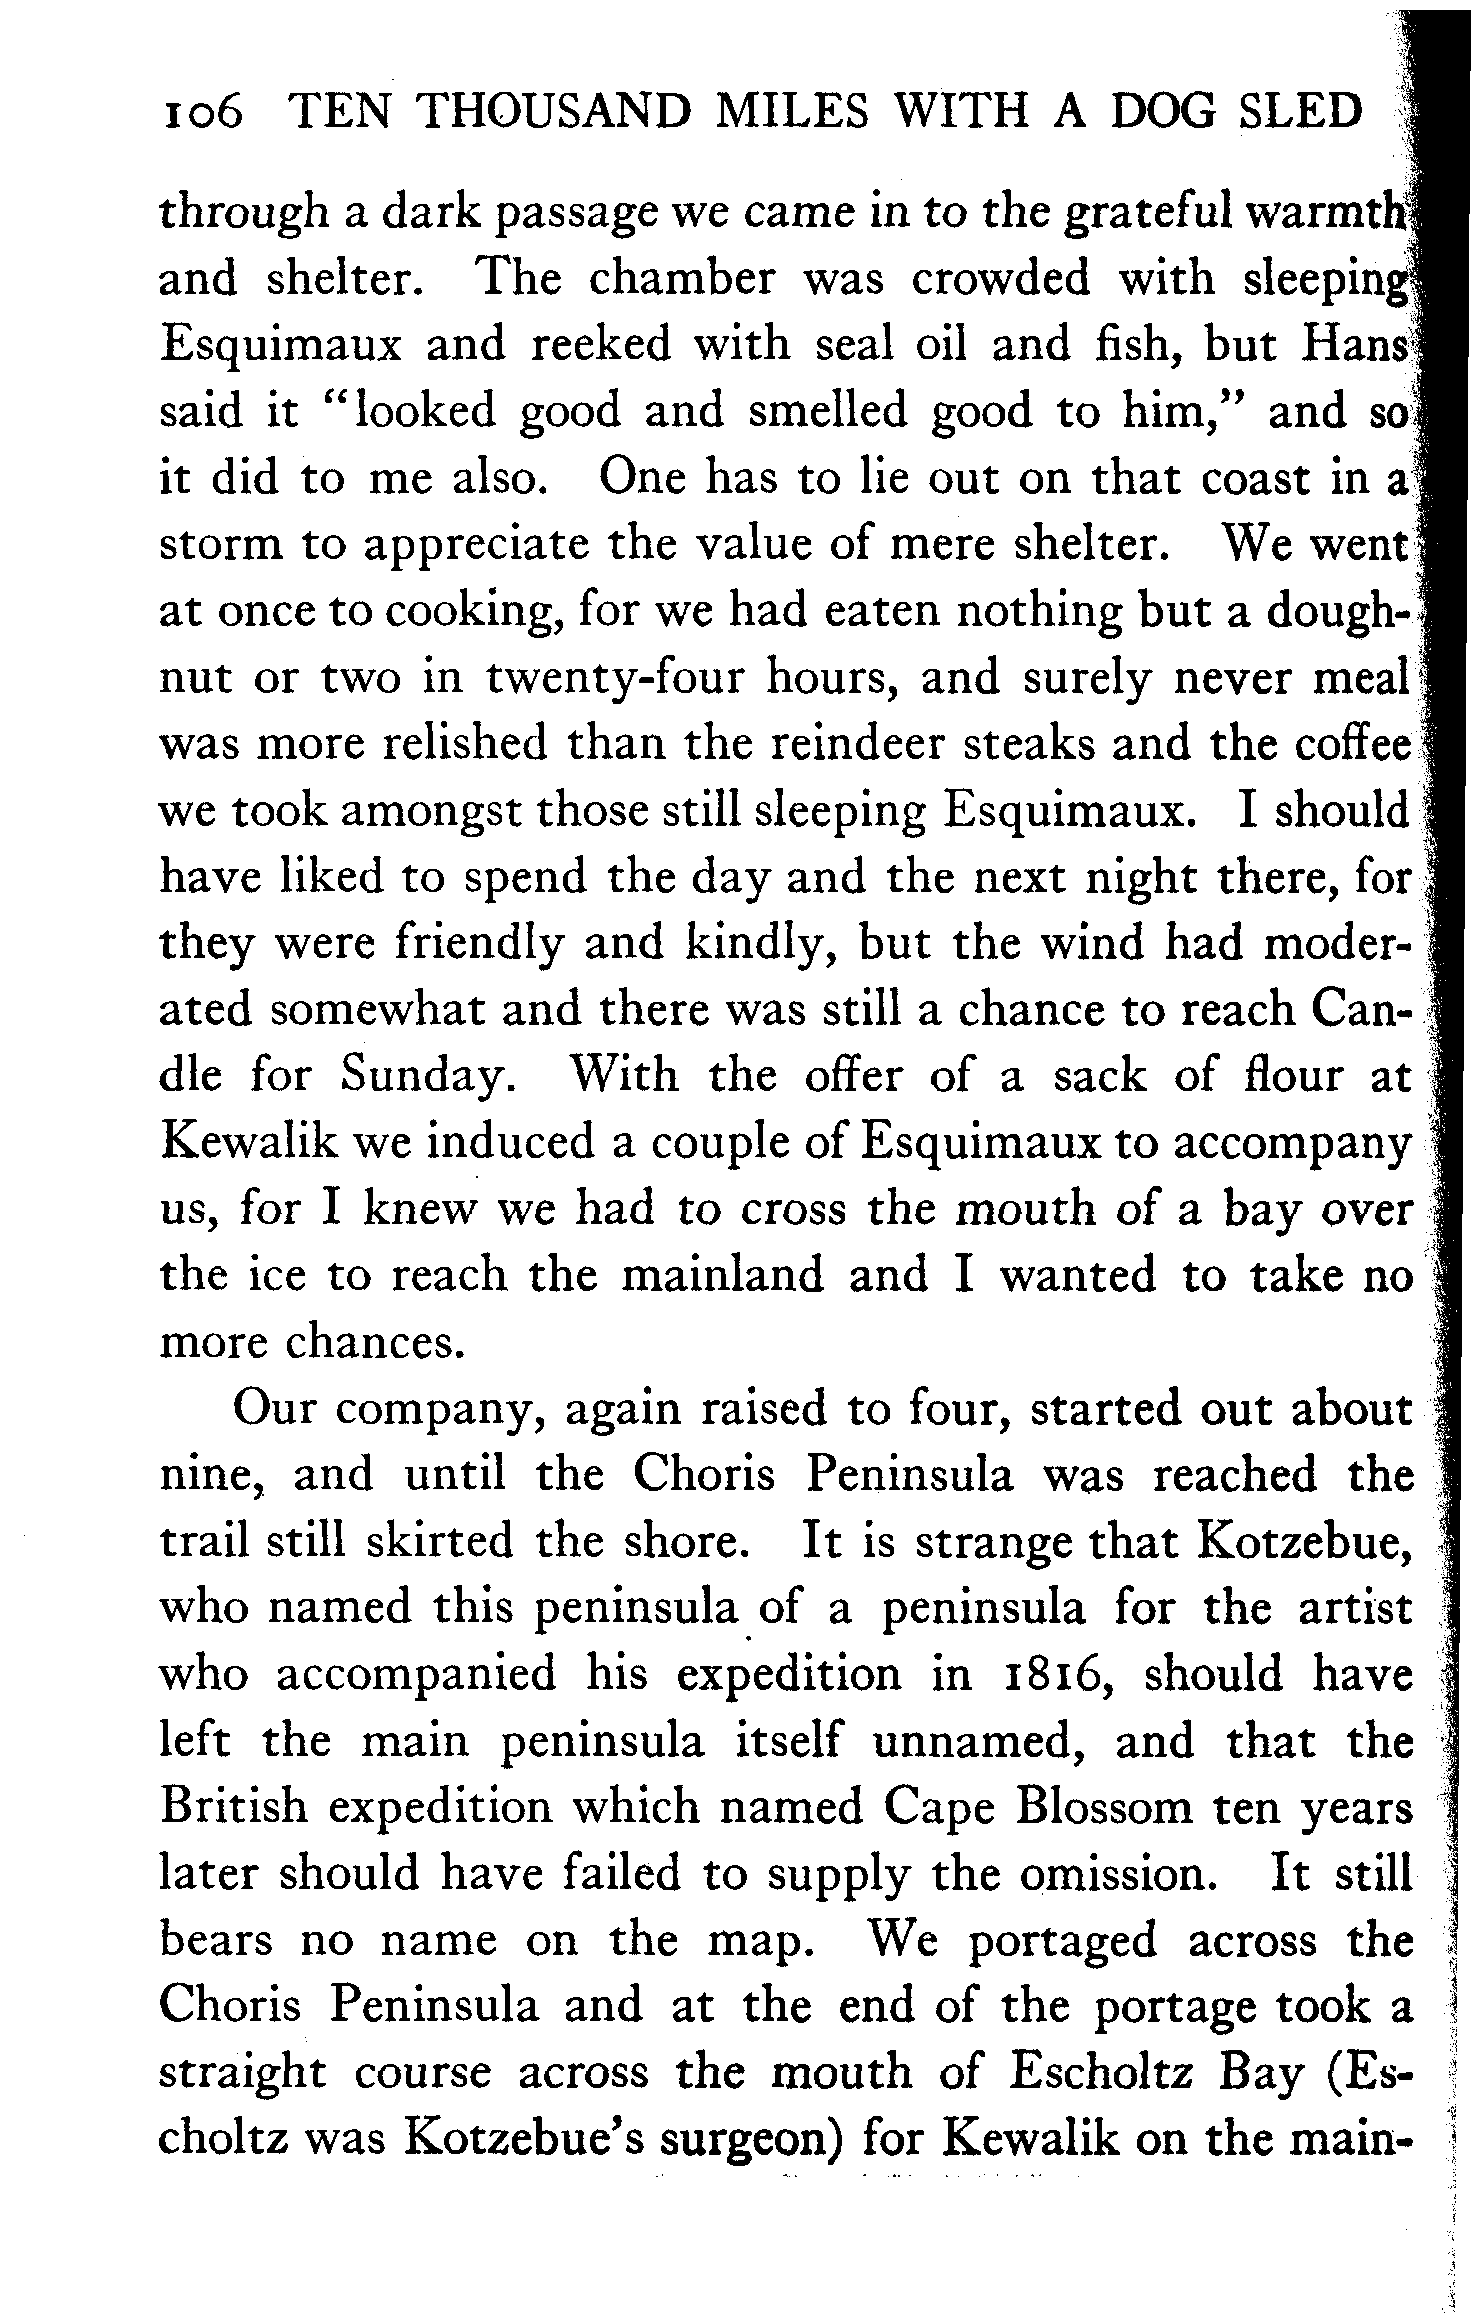 106 TEN THOUSAND MILES WITH A DOG SLED
through a dark passage we came in to the grateful warmth
and shelter. The chamber was crowded with sleeping
Esquimaux and reeked with seal oil and fish, but Hans
said it "looked good and smelled good to him," and so
it did to me also. One has to lie out on that coast in a
storm to appreciate the value of mere shelter. We went
at once to cooking, for we had eaten nothing but a dough-
nut or two in twenty-four hours, and surely never meal
was more relished than the reindeer steaks and the coffee
we took amongst those still sleeping Esquimaux. I should
have liked to spend the day and the next night there, for
they were friendly and kindly, but the wind had moder-
ated somewhat and there was still a chance to reach Can-
dle for Sunday. With the offer of a sack of flour at
Kewalik we induced a couple of Esquimaux to accompany
us, for I knew we had to cross the mouth of a bay over
the ice to reach the mainland and I wanted to take no
more chances.
Our company, again raised to four, started out about
nine, and until the Choris Peninsula was reached the
trail still skirted the shore. It is strange that Kotzebue,
who named this peninsula of a peninsula for the artist
who accompanied his expedition in 1816, should have
left the main peninsula itself unnamed, and that the
British expedition which named Cape Blossom ten years
later should have failed to supply the omission. It still
bears no name on the map. We portaged across the
Choris Peninsula and at the end of the portage took a
straight course across the mouth of Escholtz Bay (Es-
choltz was Kotzebue's surgeon) for Kewalik on the main-